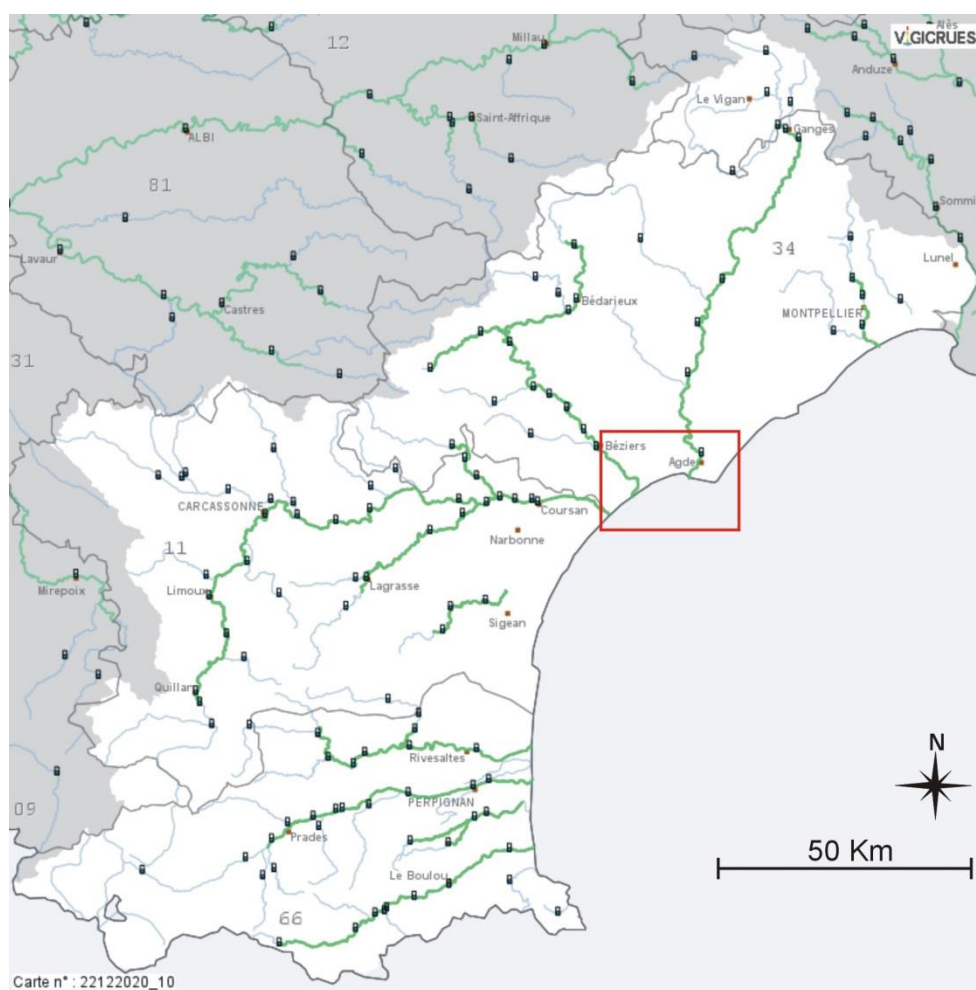 12
Millau
Alès
VIGICRUES
Anduze
Le Vigan
ALBI
Saint-Affrique
Ganges
81
Sommi
34
Lavaur
Lunel
Castres
Bédarieux
MONTPELLIER
31
Béziers
Agde
CARCASSONNE
Coursan
Narbonne
11
Mirepoix
Limoux
Lagrasse
Sigean
Quillan
N
Rivesaltes
09
PERPIGNAN
Prades
50 Km
Le Boulou
66
Carte n° : 22122020_10